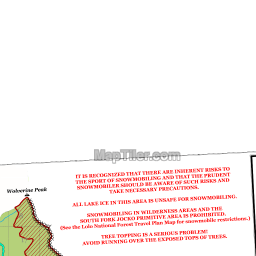 MapTiler.com
IT IS RECOGNIZED THAT THERE ARE INHERENT RISKS TO
THE SPORT OF SNOWMOBILING AND THAT THE PRUDENT
SNOWMOBILER SHOULD BE AWARE OF SUCH RISKS AND
TAKE NECESSARY PRECAUTIONS.
Wolverine Peak
ALL LAKE ICE IN THIS AREA IS UNSAFE FOR SNOWMOBILING.
SNOWMOBILING IN WILDERNESS AREAS AND THE
SOUTH FORK JOCKO PRIMITIVE AREA IS PROHIBITED.
(See the Lolo National Forest Travel Plan Map for snowmobile restrictions.)
TREE TOPPING IS A SERIOUS PROBLEM!
AVOID RUNNING OVER THE EXPOSED TOPS OF TREES.